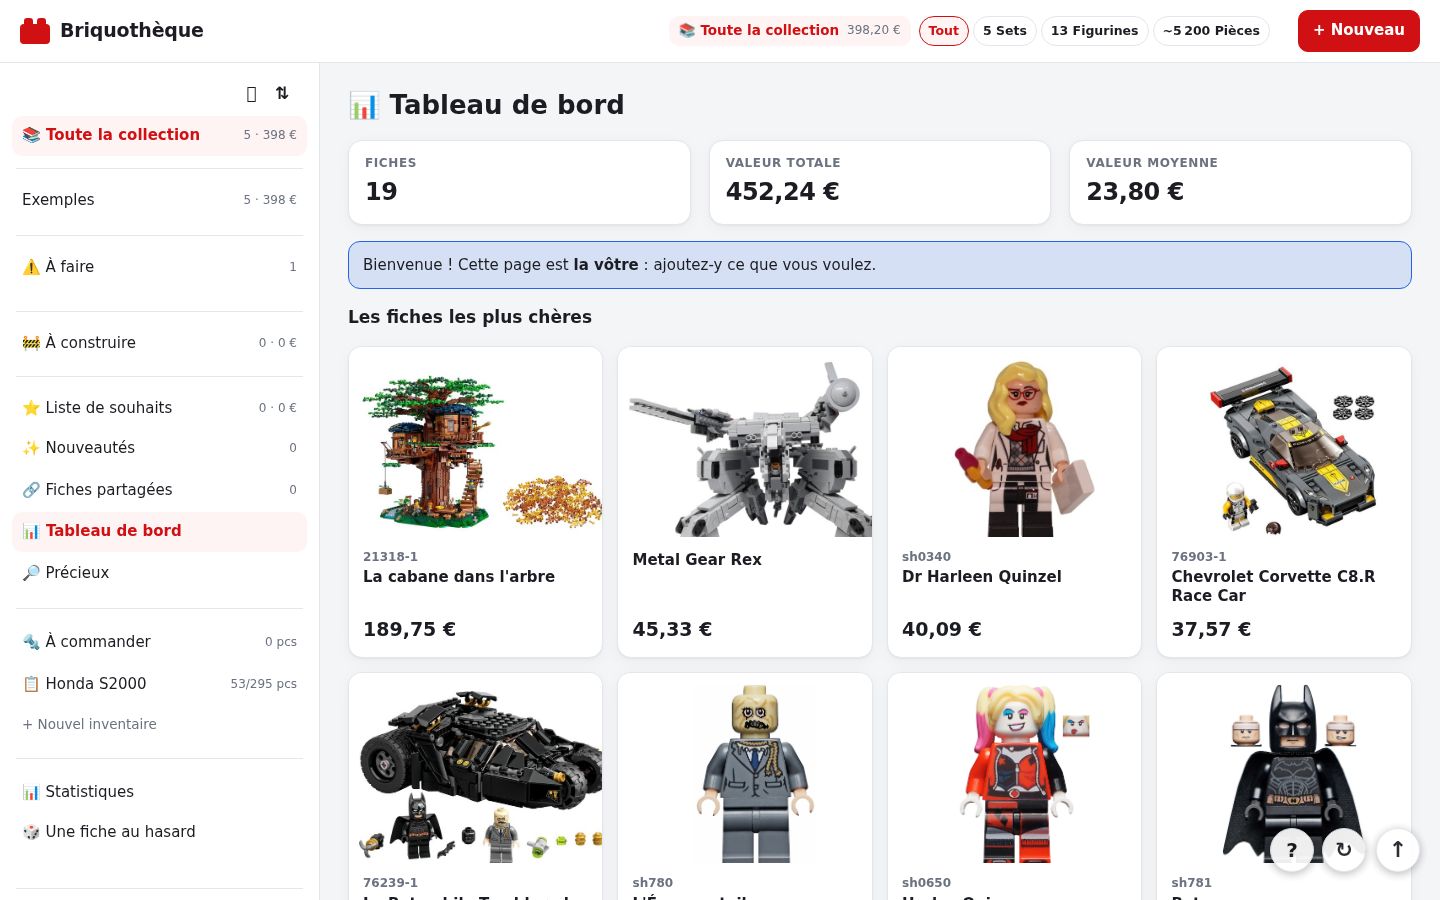 Briquothèque
📚 Toute la collection 398,20 €
Tout
5 Sets
13 Figurines
~5 200 Pièces
+ Nouveau
⇅
📚 Toute la collection 5 · 398 €
Exemples 5 · 398 €
⚠️ À faire 1
🚧 À construire 0 · 0 €
⭐ Liste de souhaits 0 · 0 €
✨ Nouveautés 0
🔗 Fiches partagées 0
📊 Tableau de bord
🔎 Précieux
🔩 À commander 0 pcs
📋 Honda S2000 53/295 pcs
+ Nouvel inventaire
📊 Statistiques
🎲 Une fiche au hasard
📊 Tableau de bord
FICHES
19
VALEUR TOTALE
452,24 €
VALEUR MOYENNE
23,80 €
Bienvenue ! Cette page est la vôtre : ajoutez-y ce que vous voulez.
Les fiches les plus chères
21318-1
La cabane dans l'arbre
189,75 €
Metal Gear Rex
45,33 €
sh0340
Dr Harleen Quinzel
40,09 €
76903-1
Chevrolet Corvette C8.R
Race Car
37,57 €
76239-1
sh780
sh0650
sh781
? ↻ ↑